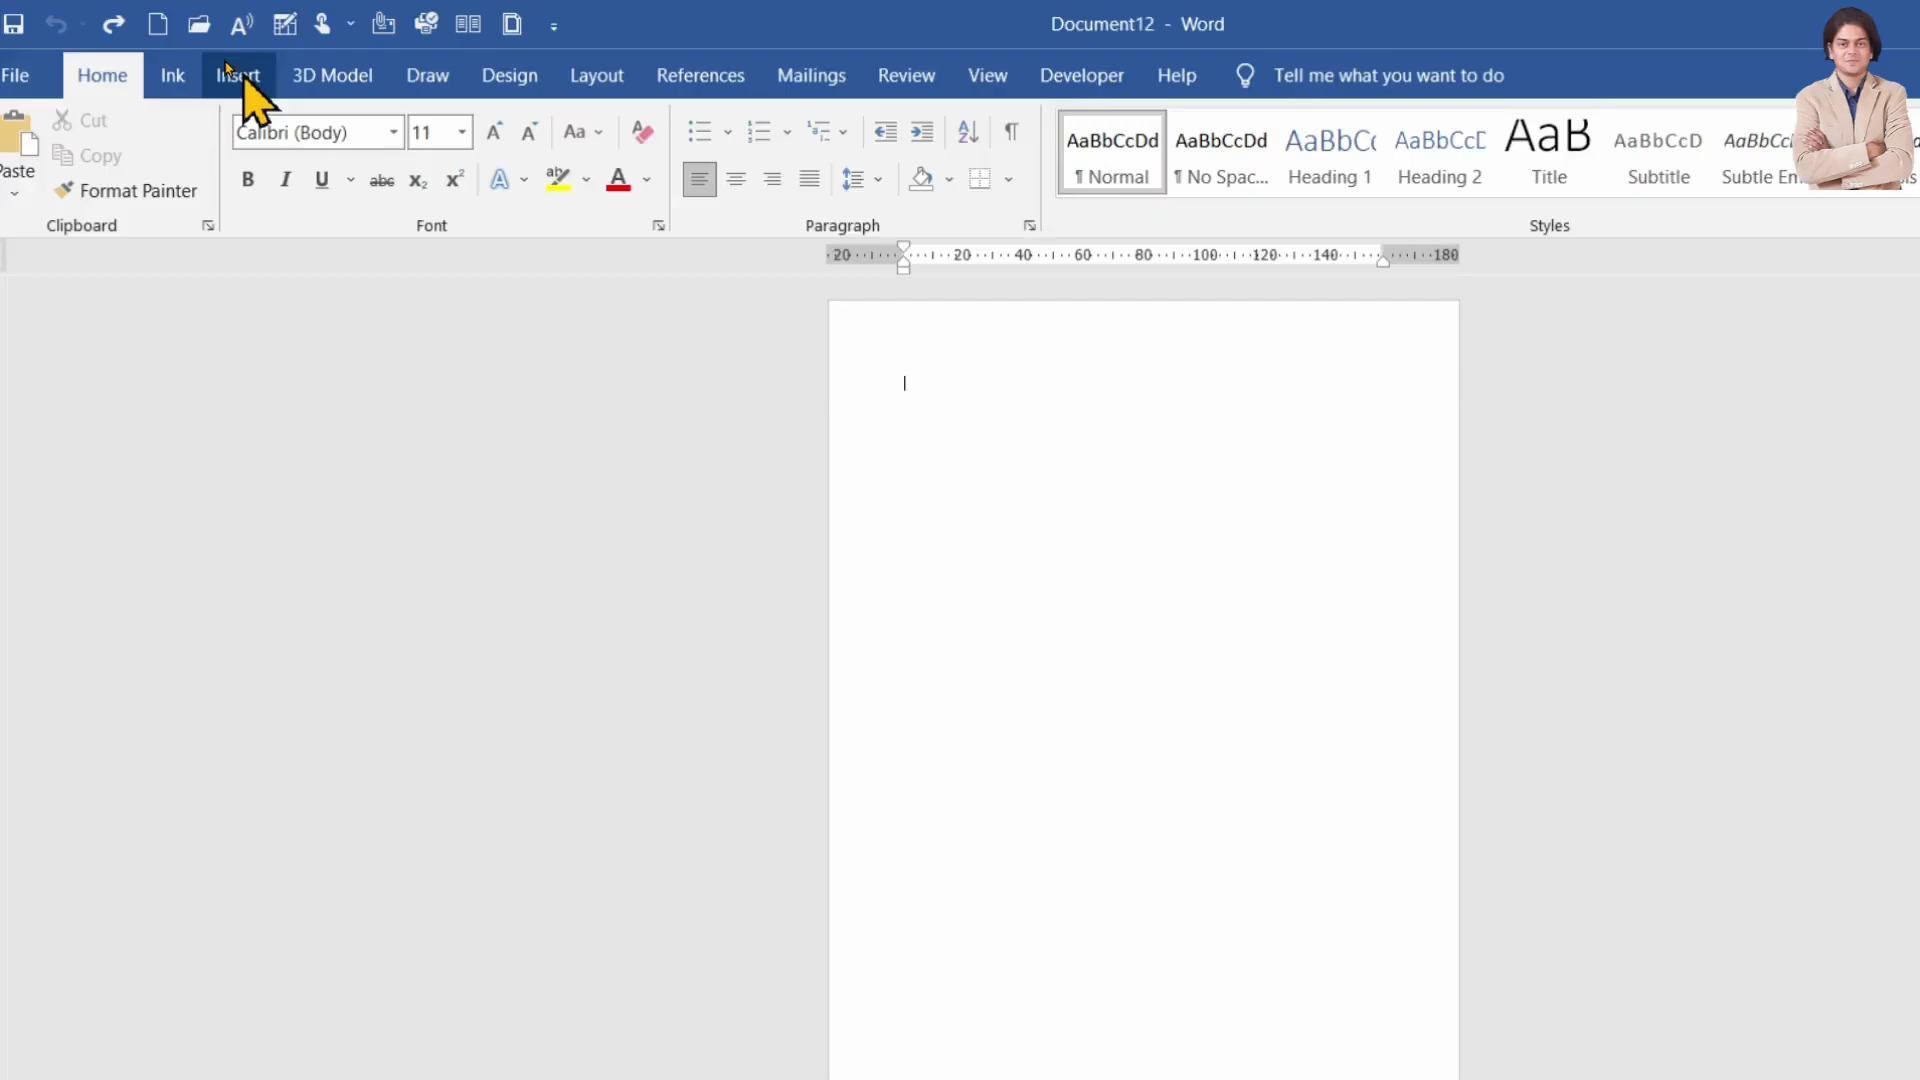 Document12 - Word
File Home Ink Insert 3D Model Draw Design Layout References Mailings Review View Developer Help Tell me what you want to do
Paste
Cut
Copy
Format Painter
Clipboard
Calibri (Body) 11
Font
Paragraph
AaBbCcDd AaBbCcDd AaBbCc AaBbCcD AaB AaBbCcD AaBbCc
¶ Normal ¶ No Spac... Heading 1 Heading 2 Title Subtitle Subtle Em
Styles
20 20 40 60 80 100 120 140 180